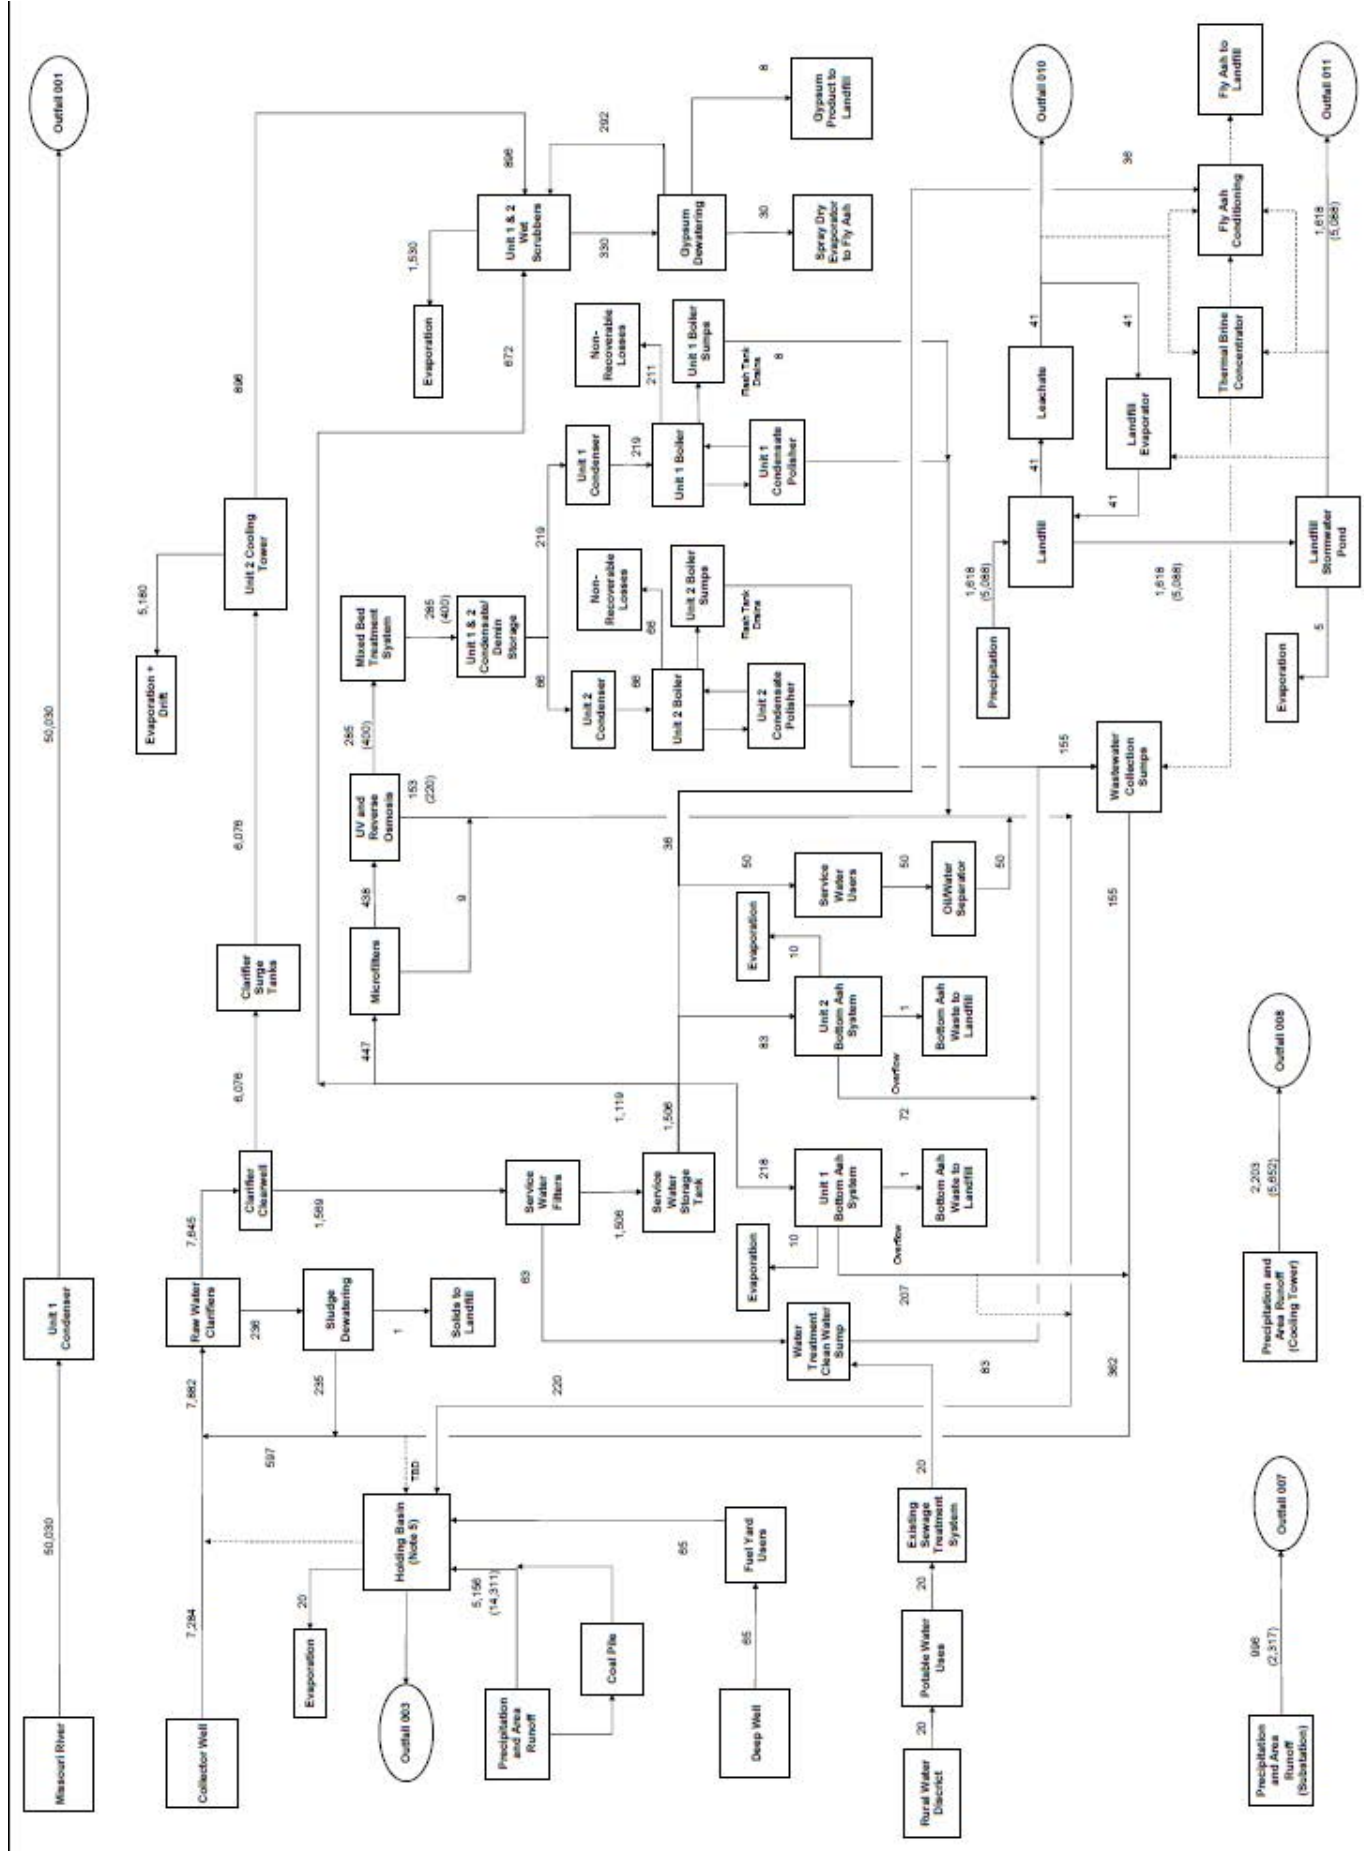 Missouri River
50,030
Unit 1
Condenser
50,030
Outfall 001
Collector Well
7,284
7,882
Raw Water
Clarifiers
7,645
Clarifier
Clearwell
6,076
Clarifier
Surge
Tanks
6,076
Unit 2 Cooling
Tower
5,180
Evaporation +
Drift
896
896
597
236
Sludge
Dewatering
235
1
Solids to
Landfill
1,569
Service
Water
Filters
63
1,506
Service
Water
Storage
Tank
1,506
1,119
447
Microfilters
438
9
UV and
Reverse
Osmosis
153
(220)
285
(400)
Mixed Bed
Treatment
System
285
(400)
Unit 1 & 2
Condensate/
Demin
Storage
66
219
Unit 2
Condenser
66
Unit 2 Boiler
66
Non-
Recoverable
Losses
Unit 2 Boiler
Sumps
Flash Tank
Drains
Unit 2
Condensate
Polisher
Unit 1
Condenser
219
Unit 1 Boiler
211
Non-
Recoverable
Losses
Unit 1 Boiler
Sumps
Flash Tank
Drains
8
Unit 1
Condensate
Polisher
672
Evaporation
1,530
Unit 1 & 2
Wet
Scrubbers
330
292
Gypsum
Dewatering
30
Spray Dry
Evaporator
to Fly Ash
8
Gypsum
Product to
Landfill
TBD
220
Holding Basin
(Note 5)
20
Evaporation
Outfall 003
5,156
(14,311)
Precipitation
and Area
Runoff
Coal Pile
Deep Well
65
Fuel Yard
Users
65
Rural Water
District
20
Potable Water
Uses
20
Existing
Sewage
Treatment
System
20
Water
Treatment
Clean Water
Sump
83
218
Unit 1
Bottom Ash
System
10
Evaporation
Overflow
207
1
Bottom Ash
Waste to
Landfill
83
Unit 2
Bottom Ash
System
10
Evaporation
Overflow
72
1
Bottom Ash
Waste to
Landfill
36
50
Service
Water
Users
50
Oil/Water
Separator
50
155
Wastewater
Collection
Sumps
155
362
Precipitation
1,618
(5,088)
Landfill
41
Leachate
41
41
Landfill
Evaporator
41
Outfall 010
1,618
(5,088)
Landfill
Stormwater
Pond
5
Evaporation
1,618
(5,088)
Outfall 011
Thermal Brine
Concentrator
36
Fly Ash
Conditioning
Fly Ash to
Landfill
Precipitation
and Area
Runoff
(Substation)
996
(2,317)
Outfall 007
Precipitation and
Area Runoff
(Cooling Tower)
2,203
(5,652)
Outfall 008